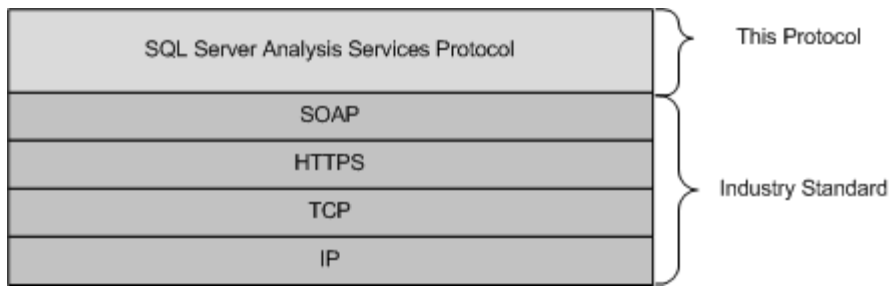 SQL Server Analysis Services Protocol
This Protocol
SOAP
HTTPS
TCP
IP
Industry Standard